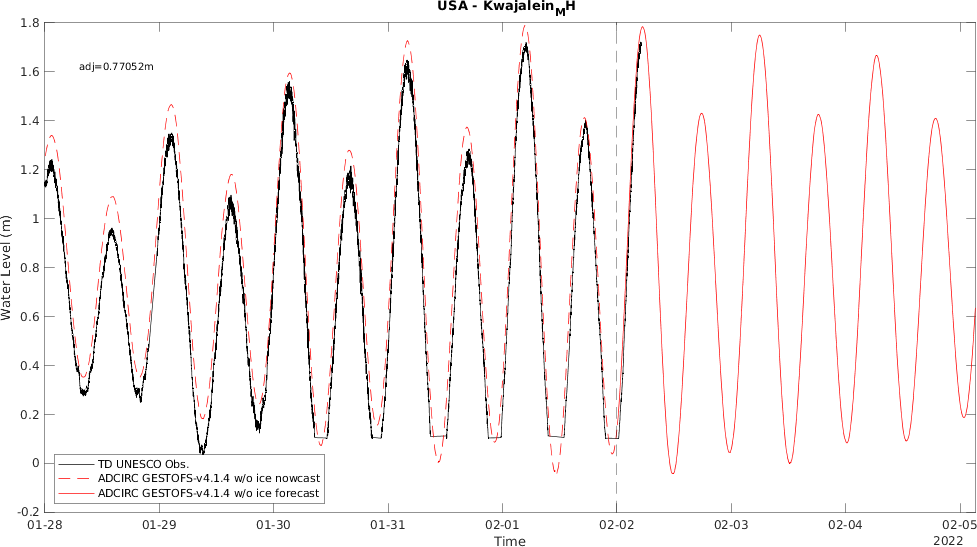 USA - Kwajalein_MH
adj=0.77052m
Water Level (m)
1.8
1.6
1.4
1.2
1
0.8
0.6
0.4
0.2
0
-0.2
TD UNESCO Obs.
ADCIRC GESTOFS-v4.1.4 w/o ice nowcast
ADCIRC GESTOFS-v4.1.4 w/o ice forecast
01-28 01-29 01-30 01-31 02-01 02-02 02-03 02-04 02-05
Time 2022